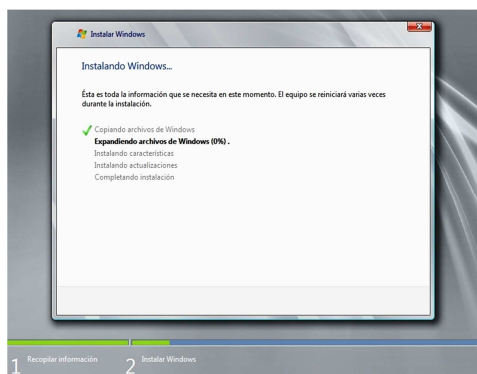 Instalar Windows
Instalando Windows...
Ésta es toda la información que se necesita en este momento. El equipo se reiniciará varias veces
durante la instalación.
Copiando archivos de Windows
Expandiendo archivos de Windows (0%) .
Instalando características
Instalando actualizaciones
Completando instalación
1 Recopilar información
2 Instalar Windows